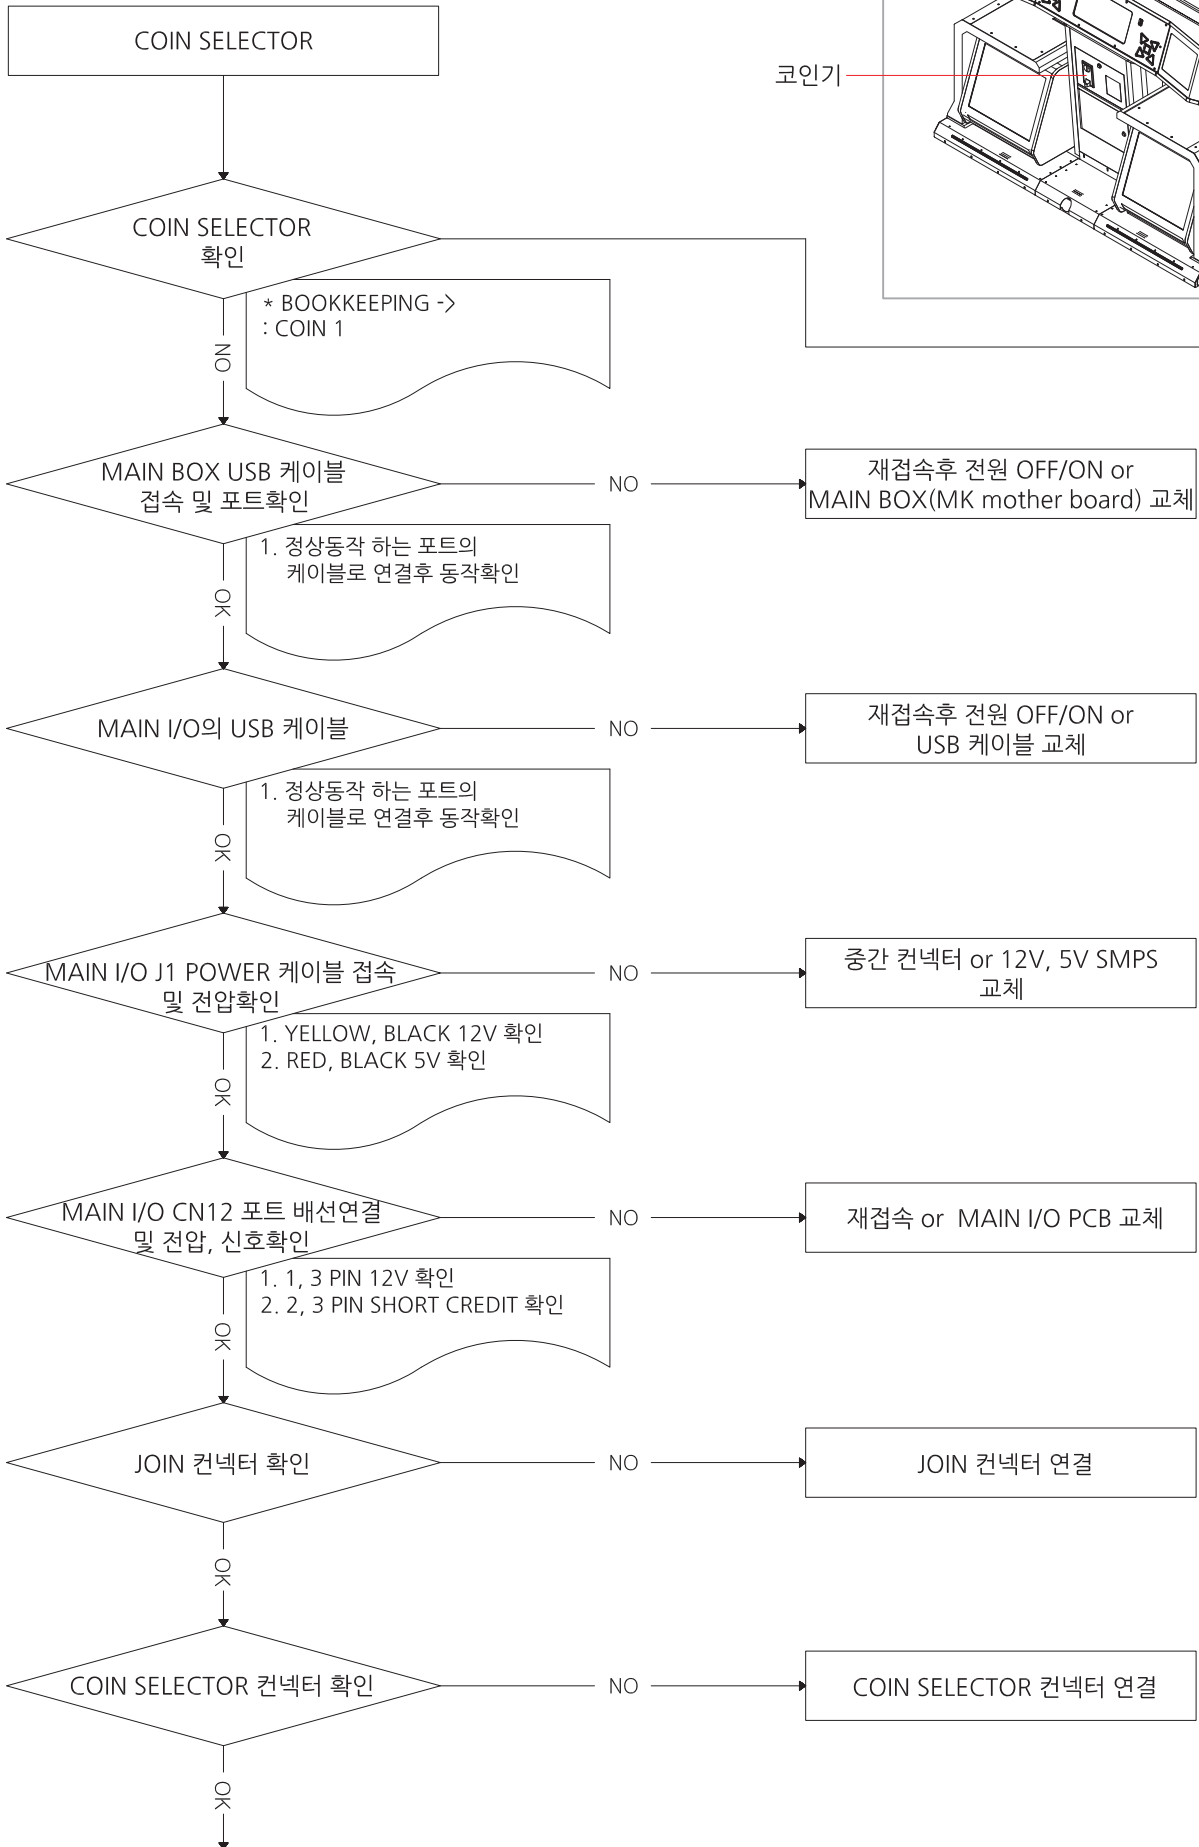 COIN SELECTOR
코인기
COIN SELECTOR
확인
* BOOKKEEPING ->
: COIN 1
NO
MAIN BOX USB 케이블
접속 및 포트확인
NO
재접속후 전원 OFF/ON or
MAIN BOX(MK mother board) 교체
1. 정상동작 하는 포트의
케이블로 연결후 동작확인
OK
MAIN I/O의 USB 케이블
NO
재접속후 전원 OFF/ON or
USB 케이블 교체
1. 정상동작 하는 포트의
케이블로 연결후 동작확인
OK
MAIN I/O J1 POWER 케이블 접속
및 전압확인
NO
중간 컨넥터 or 12V, 5V SMPS
교체
1. YELLOW, BLACK 12V 확인
2. RED, BLACK 5V 확인
OK
MAIN I/O CN12 포트 배선연결
및 전압, 신호확인
NO
재접속 or MAIN I/O PCB 교체
1. 1, 3 PIN 12V 확인
2. 2, 3 PIN SHORT CREDIT 확인
OK
JOIN 컨넥터 확인
NO
JOIN 컨넥터 연결
OK
COIN SELECTOR 컨넥터 확인
NO
COIN SELECTOR 컨넥터 연결
OK